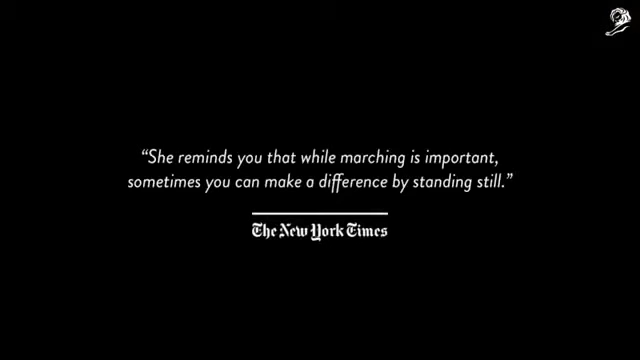 “She reminds you that while marching is important,
sometimes you can make a difference by standing still.”
The New York Times